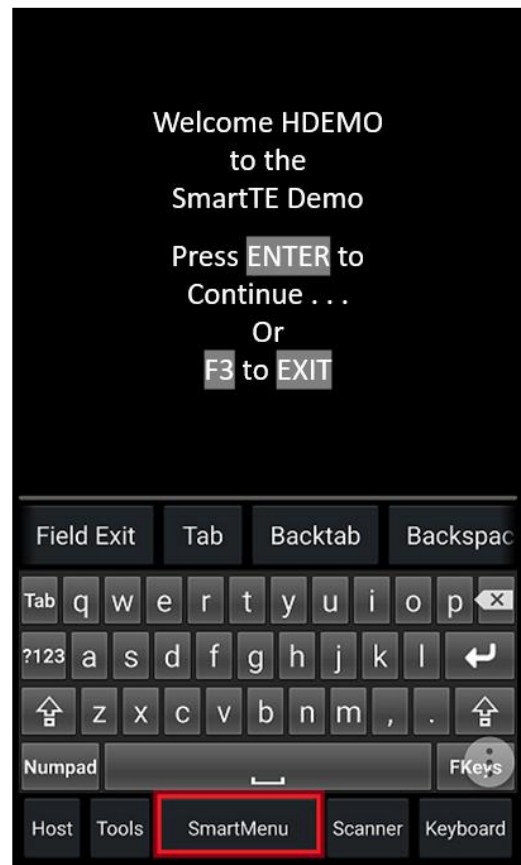 Welcome HDEMO
to the
SmartTE Demo
Press ENTER to
Continue . . .
Or
F3 to EXIT
Field Exit Tab Backtab Backspac
Tab q w e r t y u i o p
?123 a s d f g h j k l
z x c v b n m , .
Numpad FKeys
Host Tools SmartMenu Scanner Keyboard